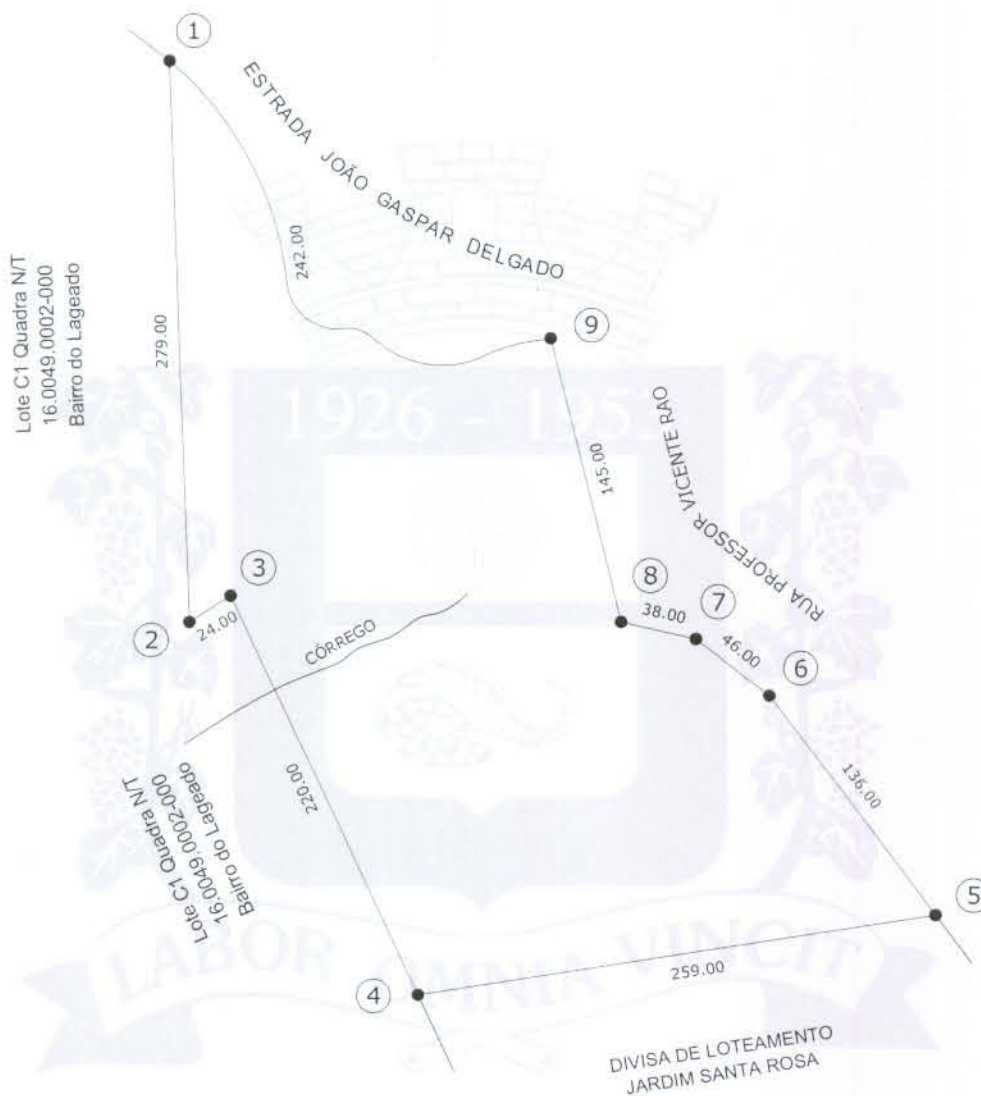 1
ESTRADA JOÃO GASPAR DELGADO
242.00
279.00
Lote C1 Quadra N/T
16.0049.0002-000
Bairro do Lageado
9
1926 - 195
145.00
RUA PROFESSOR VICENTE RAO
3
2
24.00
8
38.00
7
46.00
6
CÓRREGO
220.00
136.00
Lote C1 Quadra N/T
16.0049.0002-000
Bairro do Lageado
5
LABOR OMNIA VINCIT
259.00
4
DIVISA DE LOTEAMENTO
JARDIM SANTA ROSA